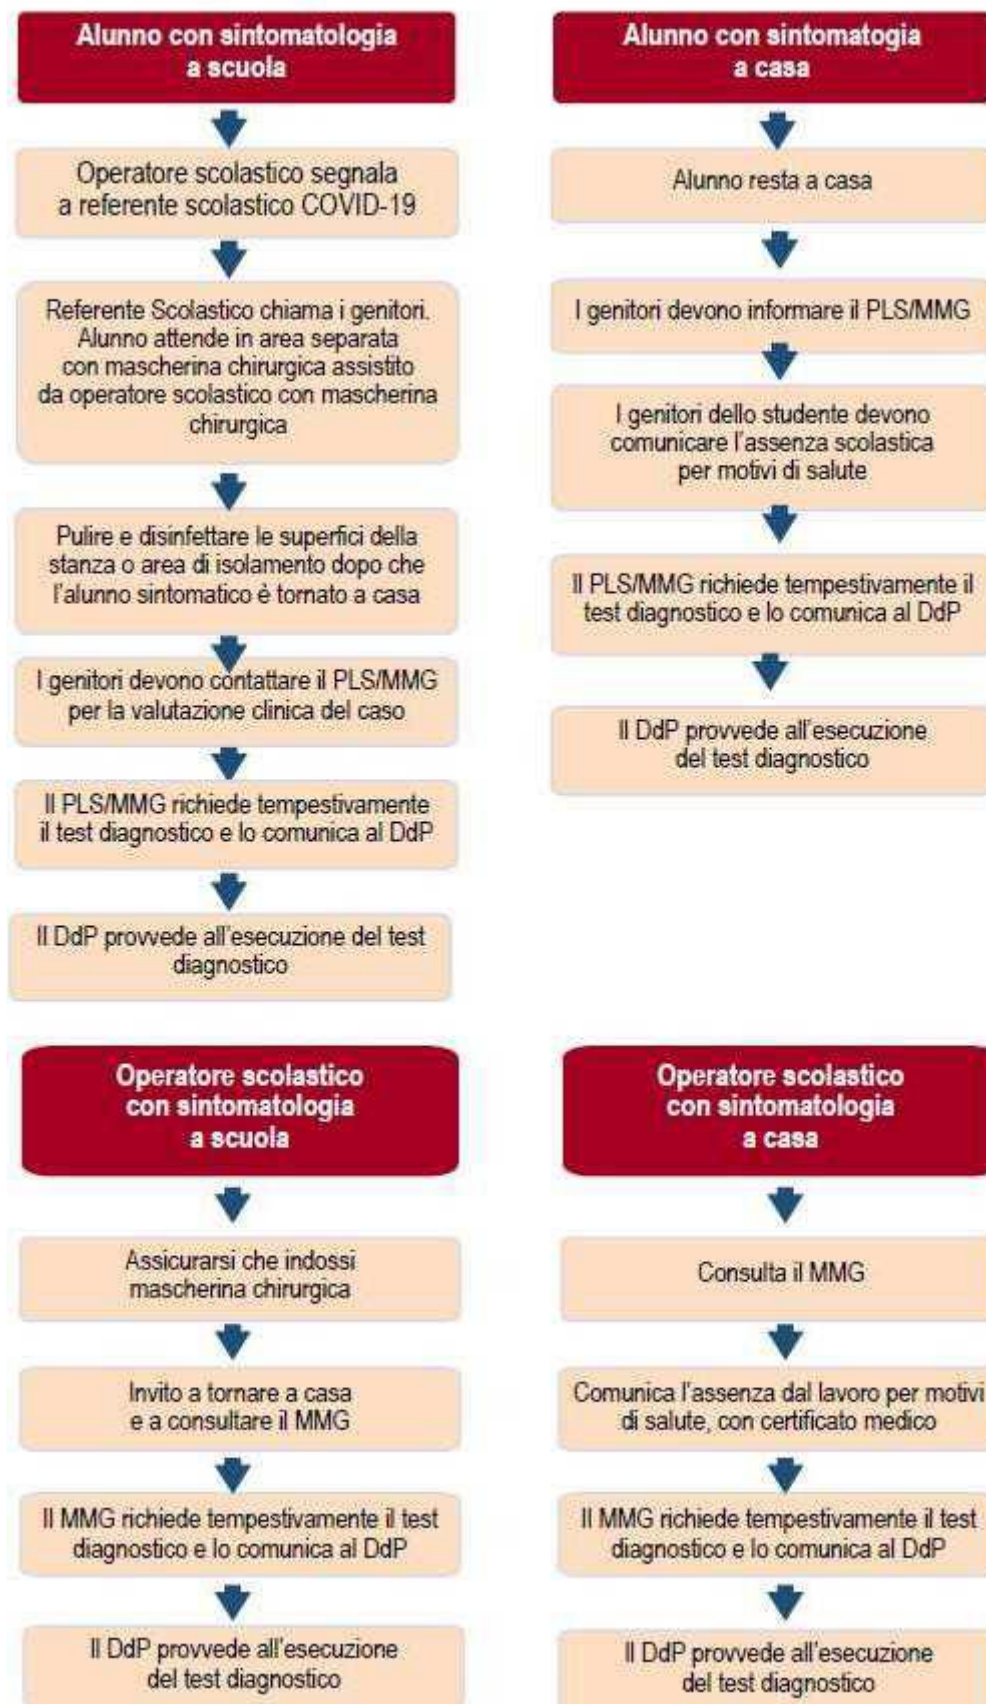 Alunno con sintomatologia
a scuola
Operatore scolastico segnala
a referente scolastico COVID-19
Referente Scolastico chiama i genitori.
Alunno attende in area separata
con mascherina chirurgica assistito
da operatore scolastico con mascherina
chirurgica
Pulire e disinfettare le superfici della
stanza o area di isolamento dopo che
l'alunno sintomatico è tornato a casa
I genitori devono contattare il PLS/MMG
per la valutazione clinica del caso
Il PLS/MMG richiede tempestivamente
il test diagnostico e lo comunica al DdP
Il DdP provvede all'esecuzione del test
diagnostico
Alunno con sintomatogia
a casa
Alunno resta a casa
I genitori devono informare il PLS/MMG
I genitori dello studente devono
comunicare l'assenza scolastica
per motivi di salute
Il PLS/MMG richiede tempestivamente il
test diagnostico e lo comunica al DdP
Il DdP provvede all'esecuzione
del test diagnostico
Operatore scolastico
con sintomatologia
a scuola
Assicurarsi che indossi
mascherina chirurgica
Invito a tornare a casa
e a consultare il MMG
Il MMG richiede tempestivamente il test
diagnostico e lo comunica al DdP
Il DdP provvede all'esecuzione
del test diagnostico
Operatore scolastico
con sintomatologia
a casa
Consulta il MMG
Comunica l'assenza dal lavoro per motivi
di salute, con certificato medico
Il MMG richiede tempestivamente il test
diagnostico e lo comunica al DdP
Il DdP provvede all'esecuzione
del test diagnostico